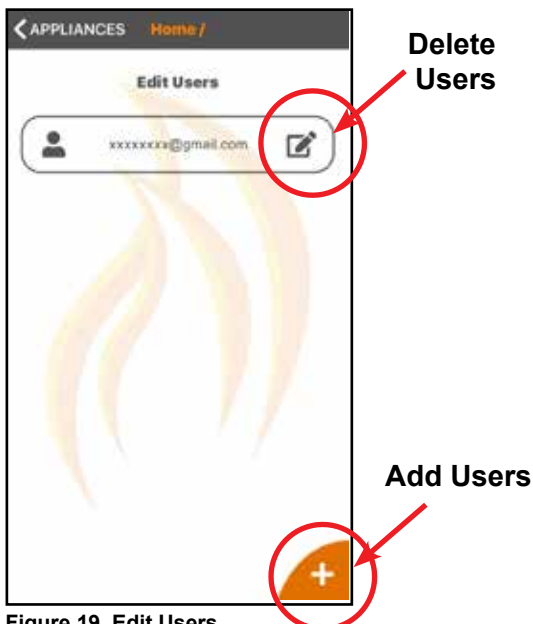 APPLIANCES Home /
Delete
Users
Edit Users
xxxxxxxx@gmail.com
Add Users
+
Figure 19. Edit Users